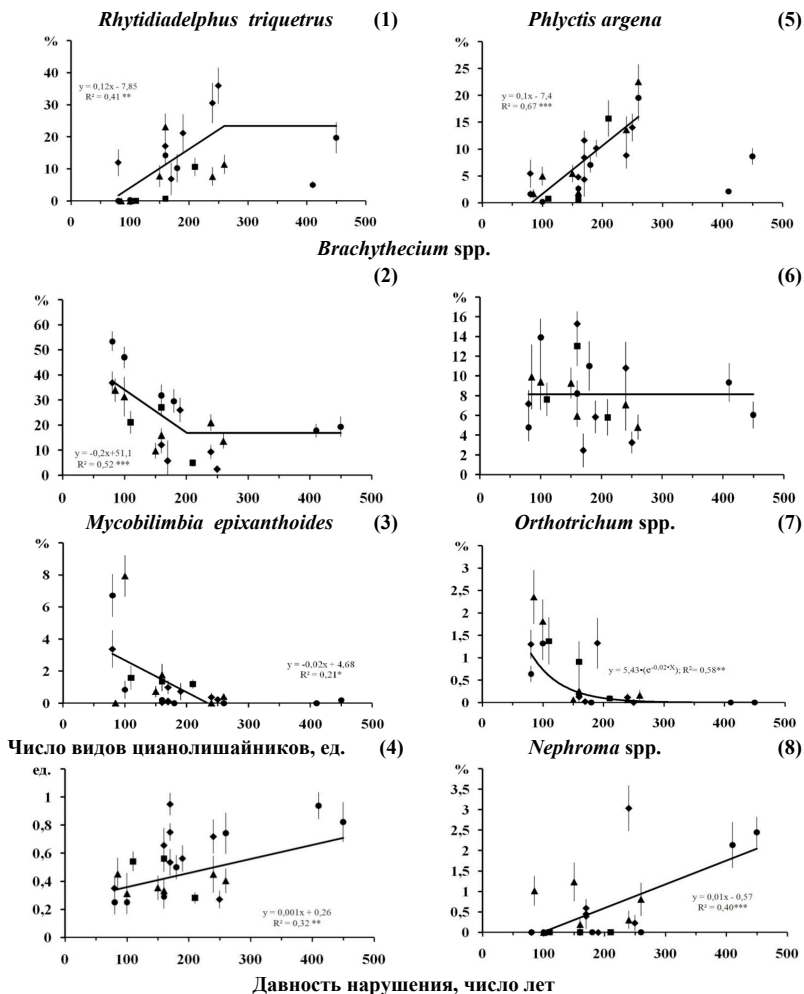 Rhytidiadelphus triquetrus (1)
%
50
40
30
20
10
0
y = 0,12x - 7,85
R² = 0,41 **
0 100 200 300 400 500
Phlyctis argena (5)
%
30
25
20
15
10
5
0
y = 0,1x - 7,4
R² = 0,67 ***
0 100 200 300 400 500
Brachythecium spp.
(2)
%
60
50
40
30
20
10
0
y = -0,2x+51,1
R² = 0,52 ***
0 100 200 300 400 500
(6)
%
16
14
12
10
8
6
4
2
0
0 100 200 300 400 500
Mycobilimbia epixanthoides (3)
%
8
6
4
2
0
y = -0,02x + 4,68
R² = 0,21*
0 100 200 300 400 500
Orthotrichum spp. (7)
%
3
2,5
2
1,5
1
0,5
0
y = 5,43•(e-0,02•X); R²= 0,58**
0 100 200 300 400 500
Число видов цианолишайников, ед. (4)
ед.
1
0,8
0,6
0,4
0,2
0
y = 0,001x + 0,26
R² = 0,32 **
0 100 200 300 400 500
Nephroma spp. (8)
%
3,5
3
2,5
2
1,5
1
0,5
0
y = 0,01x - 0,57
R² = 0,40***
0 100 200 300 400 500
Давность нарушения, число лет